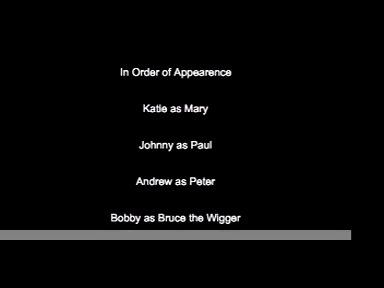 In Order of Appearence
Katie as Mary
Johnny as Paul
Andrew as Peter
Bobby as Bruce the Wigger